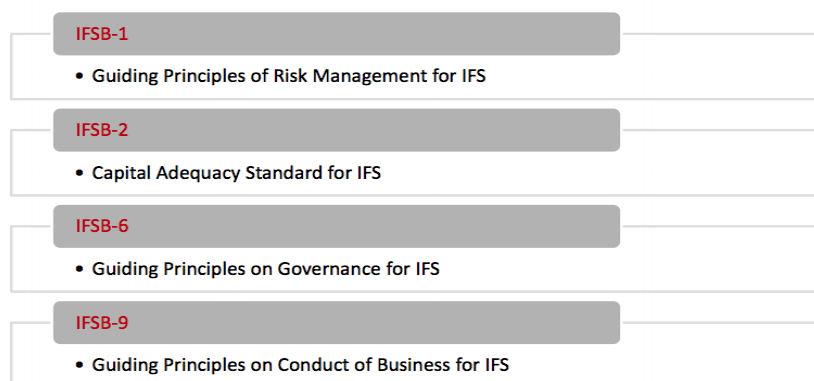 IFSB-1
• Guiding Principles of Risk Management for IFS
IFSB-2
• Capital Adequacy Standard for IFS
IFSB-6
• Guiding Principles on Governance for IFS
IFSB-9
• Guiding Principles on Conduct of Business for IFS